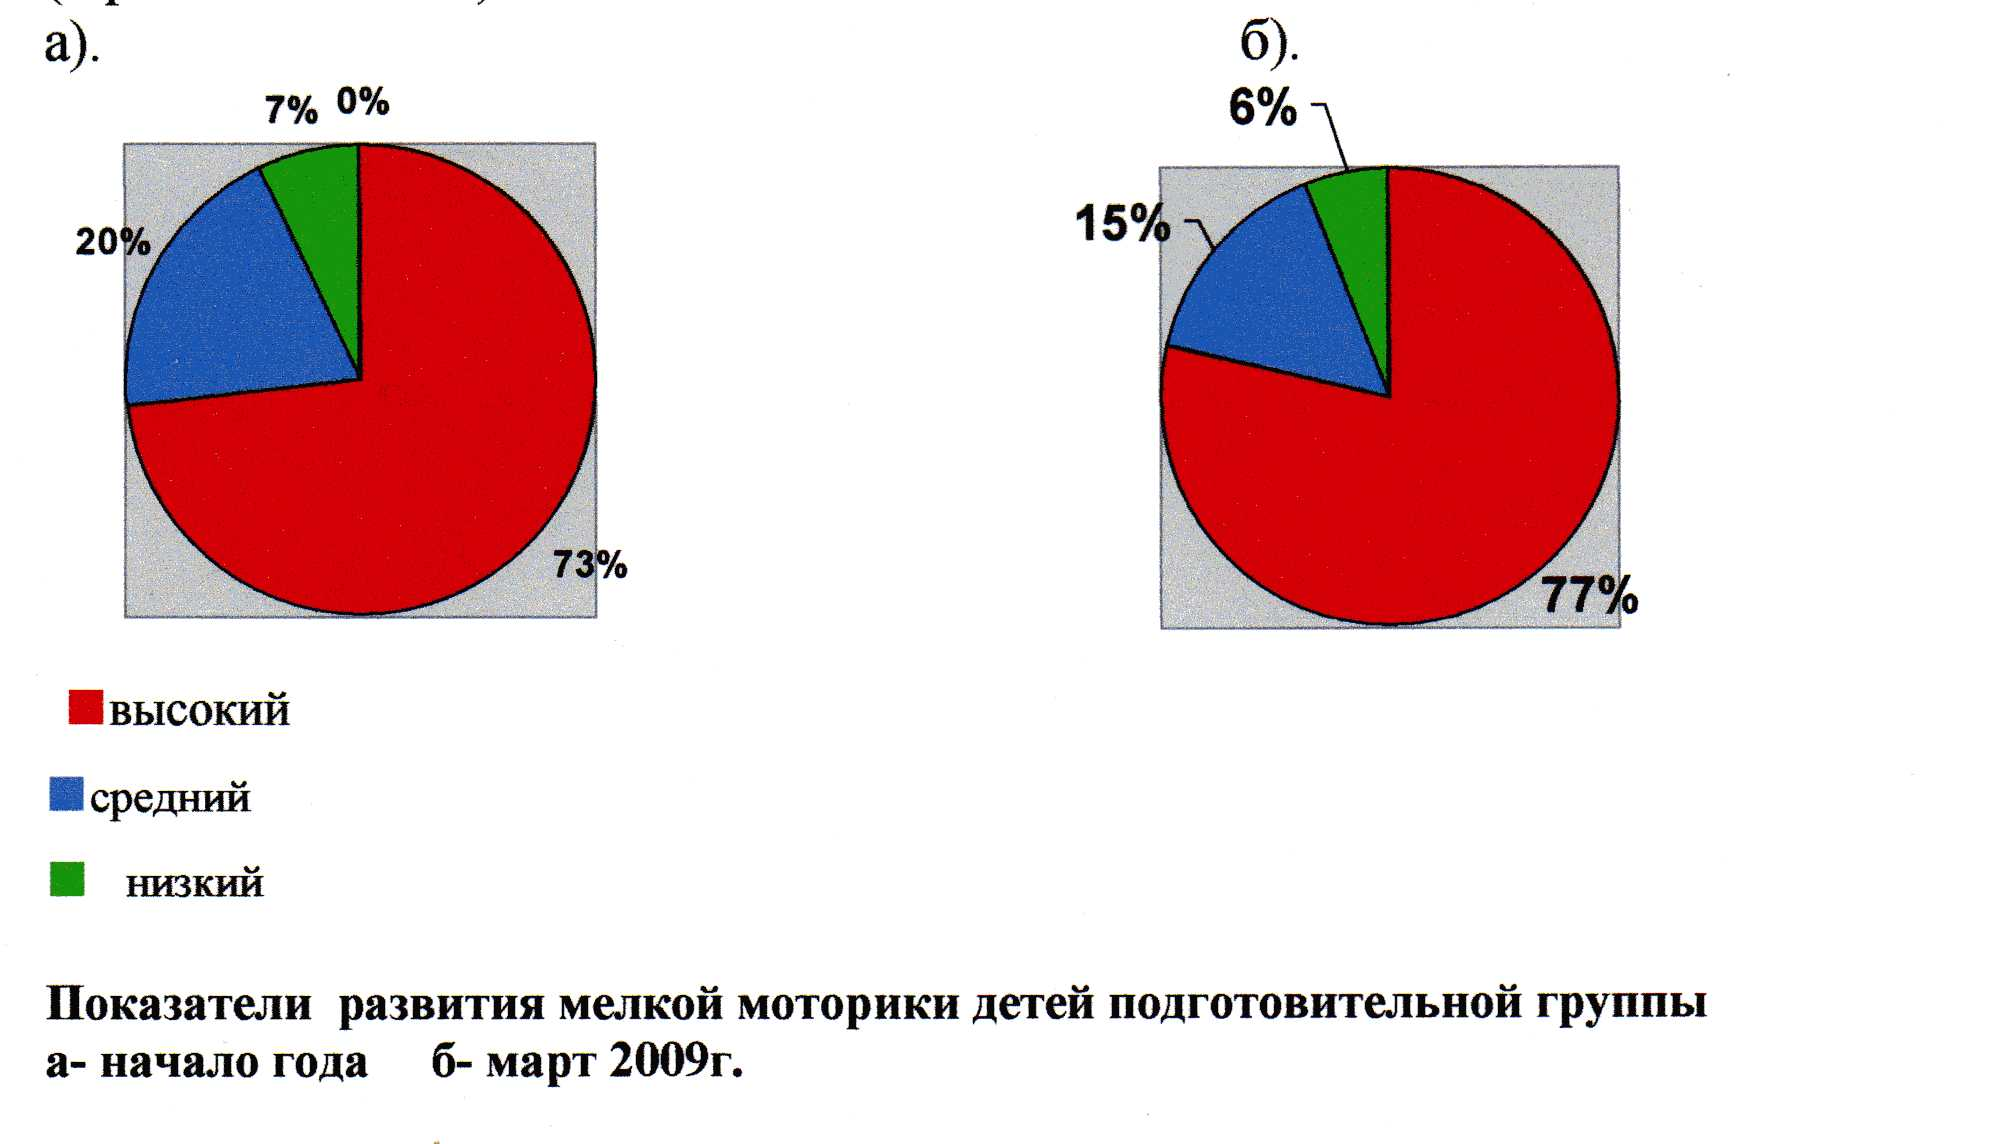 а).
б).
7% 0%
20%
73%
6%
15%
77%
высокий
средний
низкий
Показатели развития мелкой моторики детей подготовительной группы
а- начало года б- март 2009г.